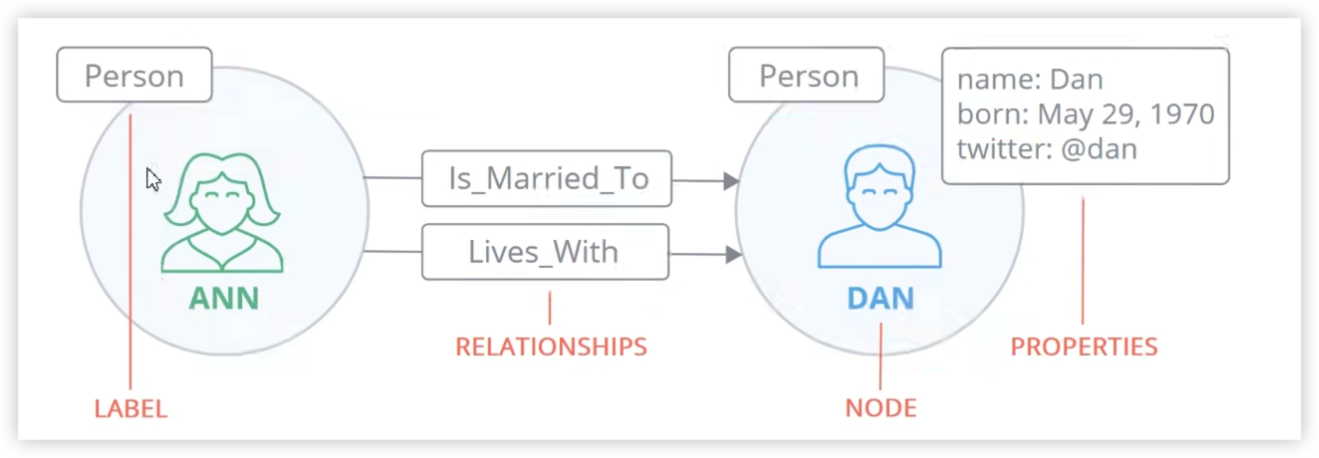 Person
Person
name: Dan
born: May 29, 1970
twitter: @dan
Is_Married_To
Lives_With
ANN
DAN
RELATIONSHIPS
PROPERTIES
LABEL
NODE